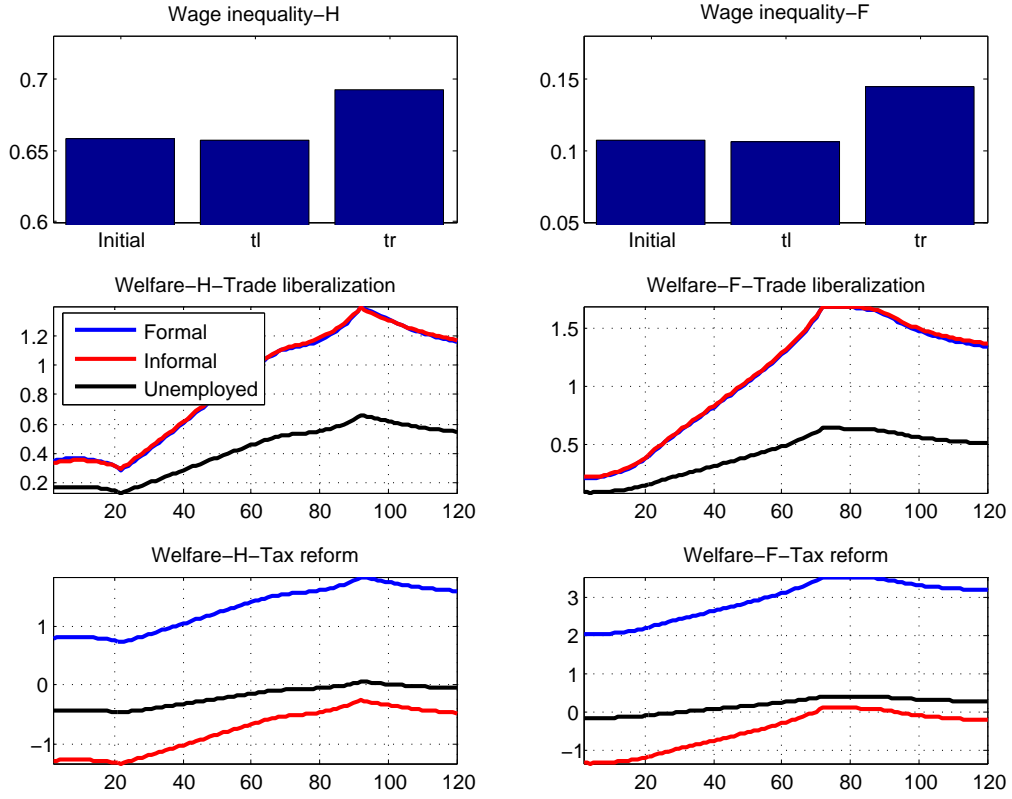 Wage inequality−H
0.7
0.65
0.6
Initial
tl
tr
Wage inequality−F
0.15
0.1
0.05
Initial
tl
tr
Welfare−H−Trade liberalization
1.2
1
0.8
0.6
0.4
0.2
Formal
Informal
Unemployed
20 40 60 80 100 120
Welfare−F−Trade liberalization
1.5
1
0.5
20 40 60 80 100 120
Welfare−H−Tax reform
1
0
−1
20 40 60 80 100 120
Welfare−F−Tax reform
3
2
1
0
−1
20 40 60 80 100 120